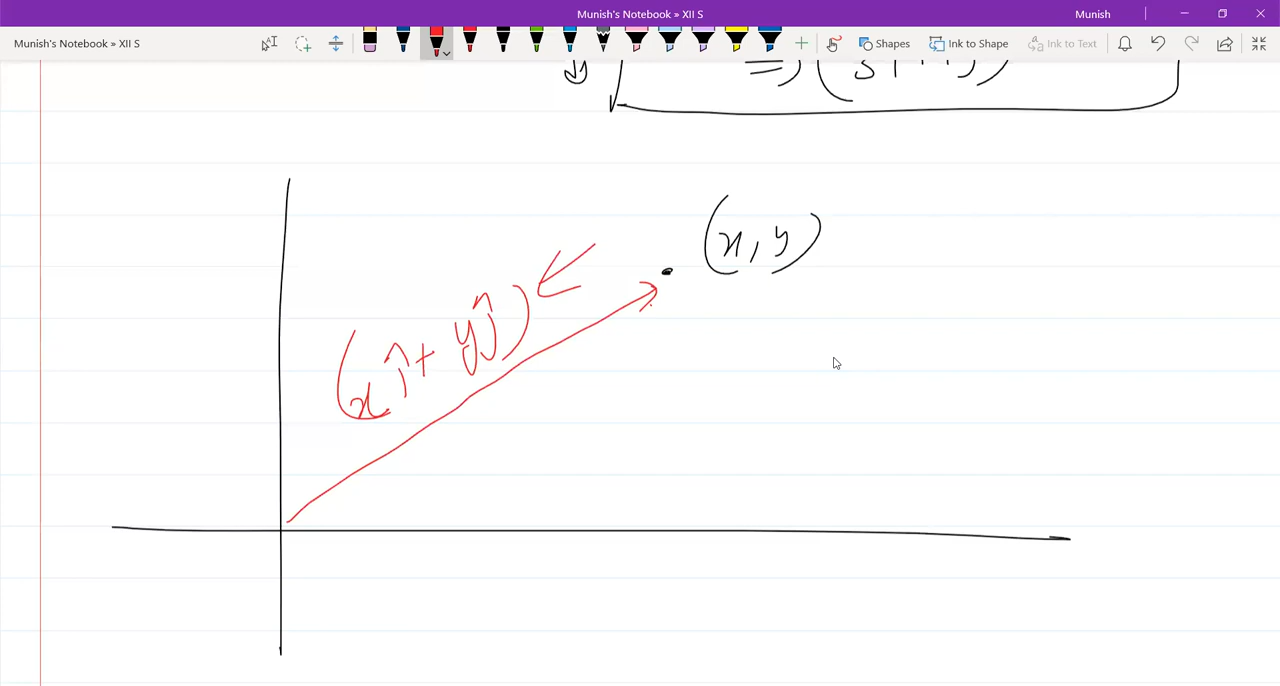 Munish's Notebook » XII S
Munish
Munish's Notebook » XII S
Shapes
Ink to Shape
Ink to Text
(x, y)
(xî + yĵ)